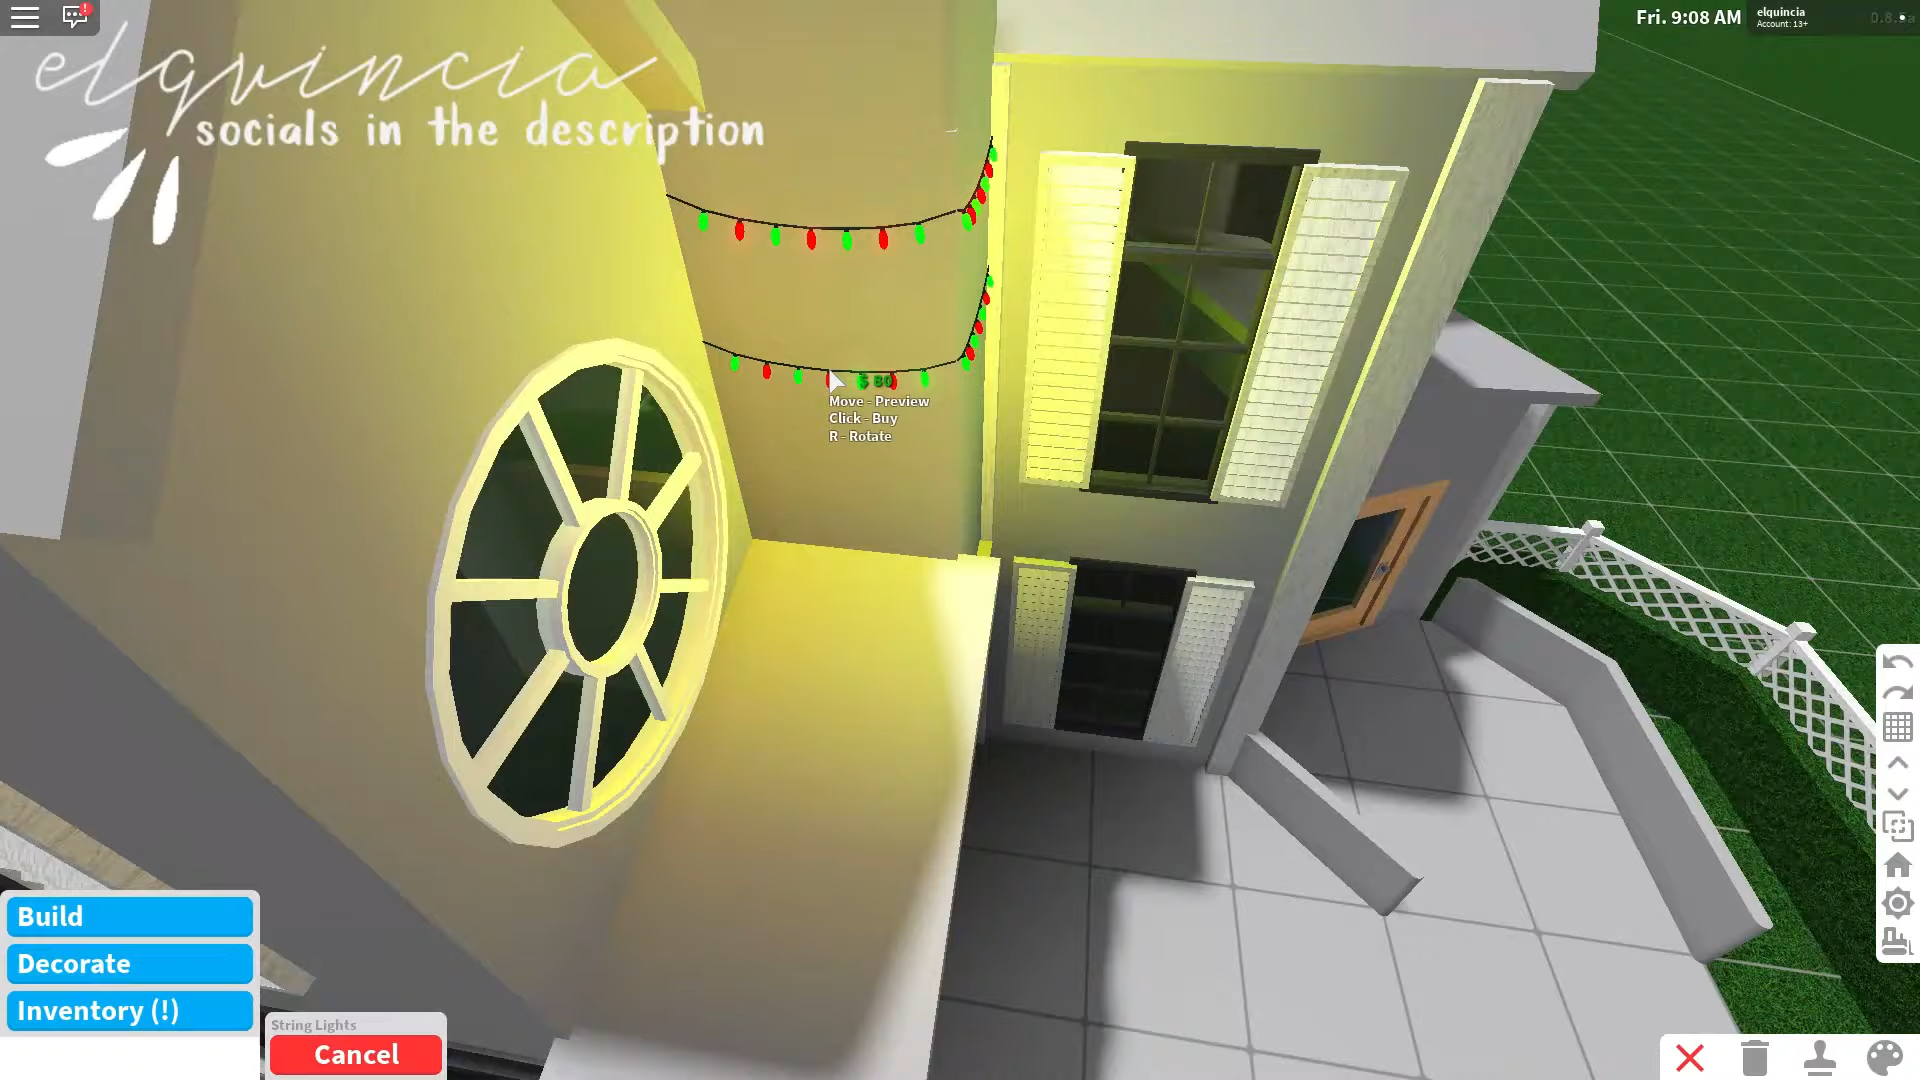 Fri. 9:08 AM
elquincia
Account: 13+
elquincia
socials in the description
$ 80
Move - Preview
Click - Buy
R - Rotate
Build
Decorate
Inventory (!)
String Lights
Cancel